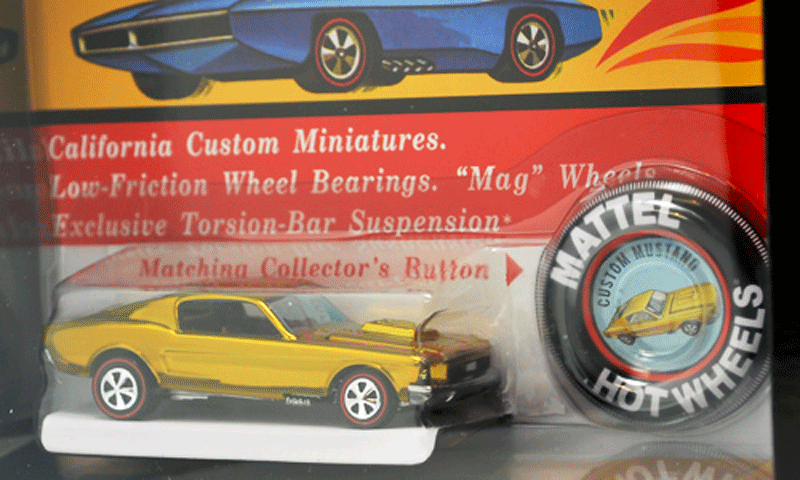 California Custom Miniatures.
Low-Friction Wheel Bearings. “Mag” Wheels
Exclusive Torsion-Bar Suspension*
Matching Collector's Button
MATTEL
CUSTOM MUSTANG
HOT WHEELS